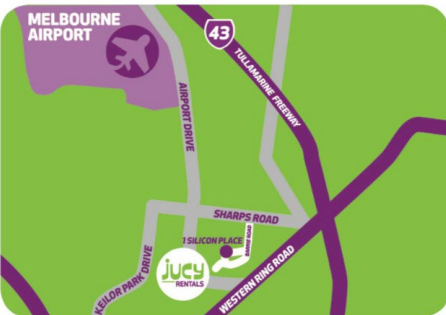 MELBOURNE
AIRPORT
43
TULLAMARINE FREEWAY
AIRPORT DRIVE
SHARPS ROAD
1 SILICON PLACE
BARRIE ROAD
jucy
RENTALS
KEILOR PARK DRIVE
WESTERN RING ROAD